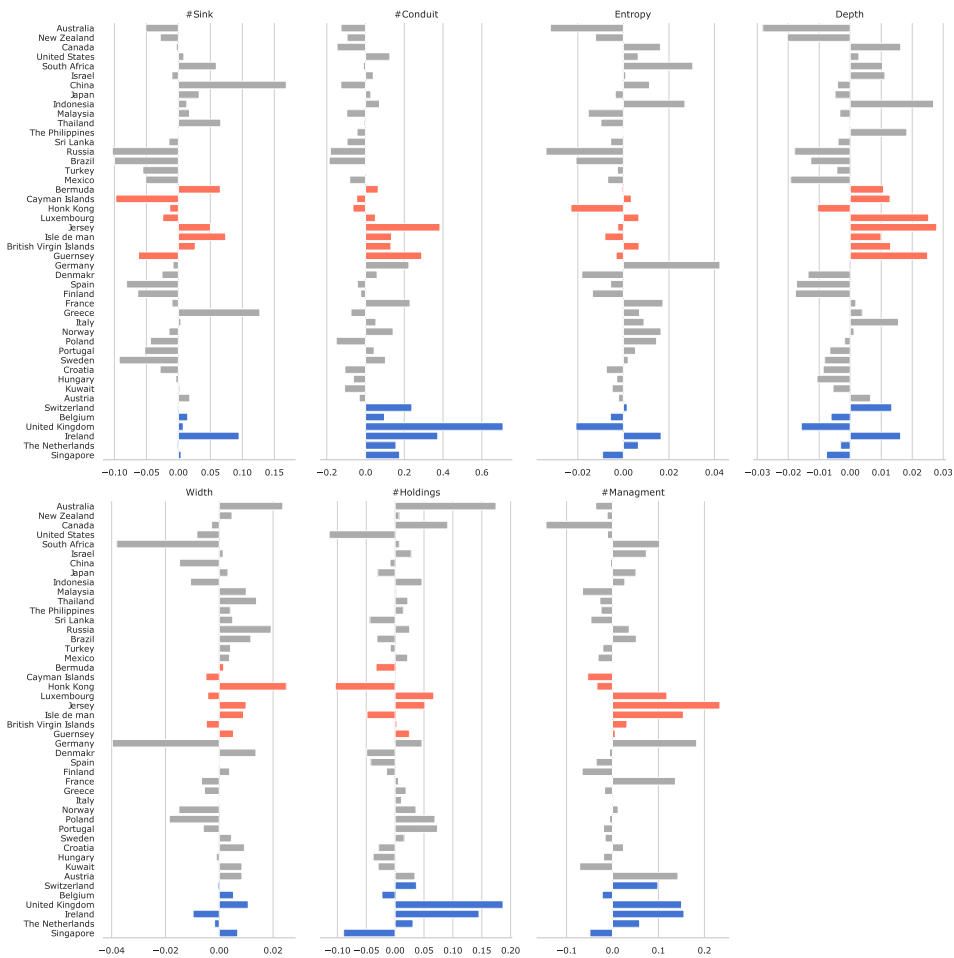 #Sink
#Conduit
Entropy
Depth
Australia
New Zealand
Canada
United States
South Africa
Israel
China
Japan
Indonesia
Malaysia
Thailand
The Philippines
Sri Lanka
Russia
Brazil
Turkey
Mexico
Bermuda
Cayman Islands
Honk Kong
Luxembourg
Jersey
Isle de man
British Virgin Islands
Guernsey
Germany
Denmakr
Spain
Finland
France
Greece
Italy
Norway
Poland
Portugal
Sweden
Croatia
Hungary
Kuwait
Austria
Switzerland
Belgium
United Kingdom
Ireland
The Netherlands
Singapore
−0.10 −0.05 0.00 0.05 0.10 0.15
−0.2 0.0 0.2 0.4 0.6
−0.02 0.00 0.02 0.04
−0.03 −0.02 −0.01 0.00 0.01 0.02 0.03
Width
#Holdings
#Managment
Australia
New Zealand
Canada
United States
South Africa
Israel
China
Japan
Indonesia
Malaysia
Thailand
The Philippines
Sri Lanka
Russia
Brazil
Turkey
Mexico
Bermuda
Cayman Islands
Honk Kong
Luxembourg
Jersey
Isle de man
British Virgin Islands
Guernsey
Germany
Denmakr
Spain
Finland
France
Greece
Italy
Norway
Poland
Portugal
Sweden
Croatia
Hungary
Kuwait
Austria
Switzerland
Belgium
United Kingdom
Ireland
The Netherlands
Singapore
−0.04 −0.02 0.00 0.02
−0.10 −0.05 0.00 0.05 0.10 0.15 0.20
−0.1 0.0 0.1 0.2